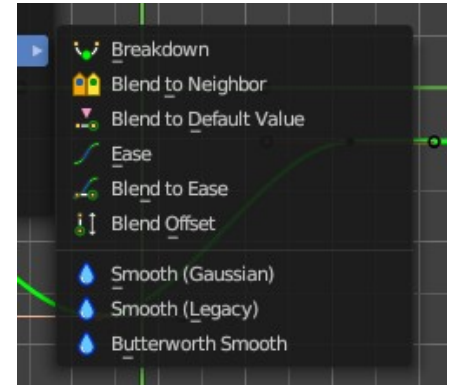 Breakdown
Blend to Neighbor
Blend to Default Value
Ease
Blend to Ease
Blend Offset
Smooth (Gaussian)
Smooth (Legacy)
Butterworth Smooth